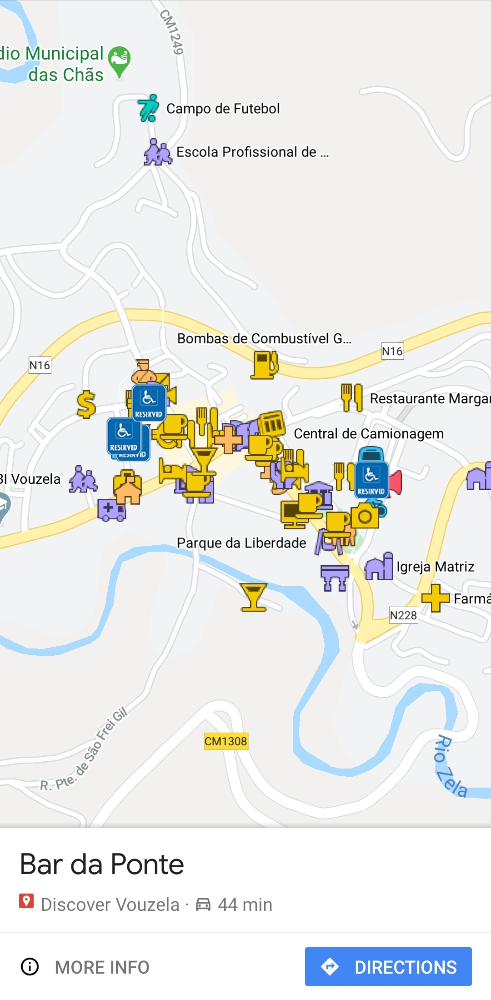 CM1249
dio Municipal
das Chãs
Campo de Futebol
Escola Profissional de ...
Bombas de Combustível G...
N16
N16
$
Restaurante Margar
RESIRVID
Central de Camionagem
RESIRVID
RESIRVID
BI Vouzela
RESIRVID
Parque da Liberdade
Igreja Matriz
Farmá
N228
R. Pte. de São Frei Gil
CM1308
Rio Zela
Bar da Ponte
Discover Vouzela · 44 min
MORE INFO
DIRECTIONS